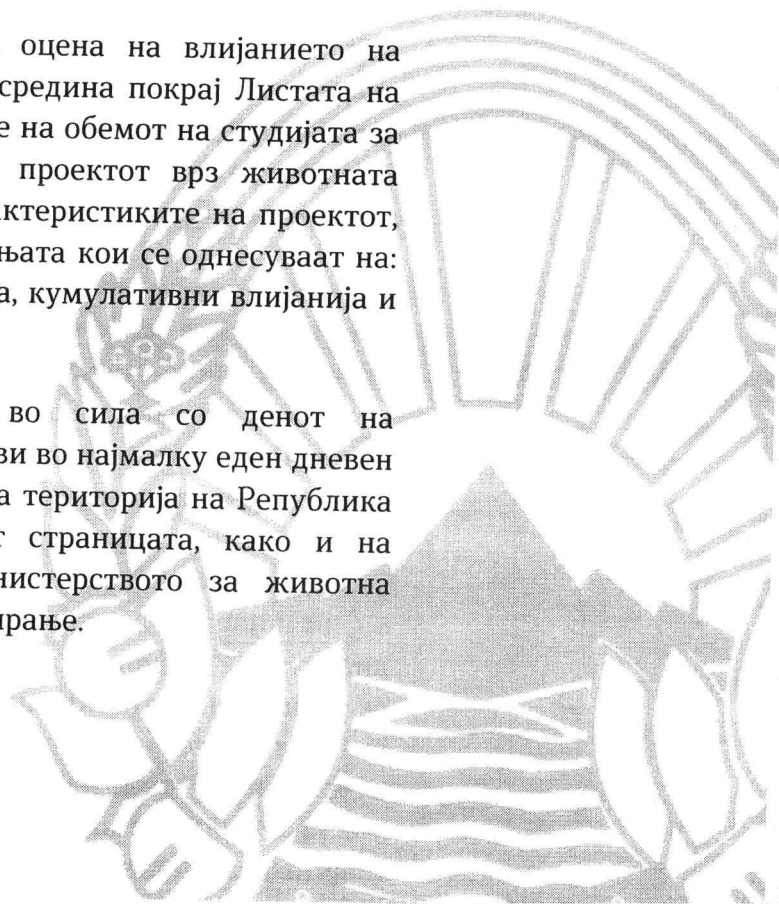 оцена на влијанието на
средина покрај Листата на
е на обемот на студијата за
проектот врз животната
ктеристиките на проектот,
њата кои се однесуваат на:
а, кумулативни влијанија и
во сила со денот на
ви во најмалку еден дневен
а територија на Република
т страницата, како и на
нистерството за животна
ирање.